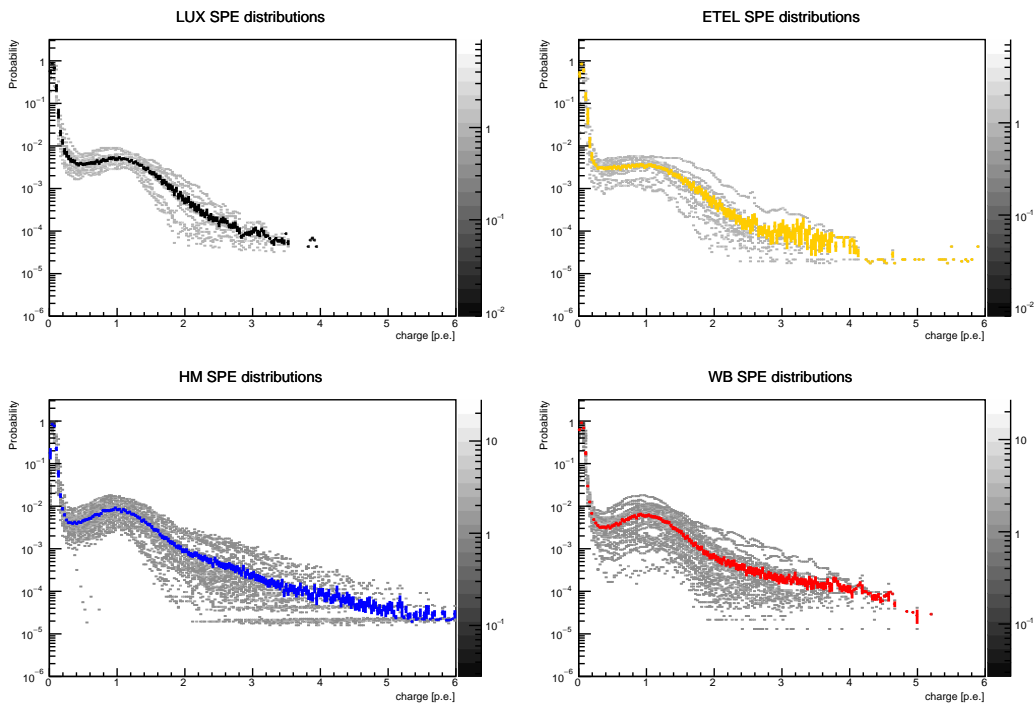 LUX SPE distributions
Probability
1
10⁻¹
10⁻²
10⁻³
10⁻⁴
10⁻⁵
10⁻⁶
0 1 2 3 4 5 6
charge [p.e.]
1
10⁻¹
10⁻²
ETEL SPE distributions
Probability
1
10⁻¹
10⁻²
10⁻³
10⁻⁴
10⁻⁵
10⁻⁶
0 1 2 3 4 5 6
charge [p.e.]
1
10⁻¹
10⁻²
HM SPE distributions
Probability
1
10⁻¹
10⁻²
10⁻³
10⁻⁴
10⁻⁵
10⁻⁶
0 1 2 3 4 5 6
charge [p.e.]
10
1
10⁻¹
WB SPE distributions
Probability
1
10⁻¹
10⁻²
10⁻³
10⁻⁴
10⁻⁵
10⁻⁶
0 1 2 3 4 5 6
charge [p.e.]
10
1
10⁻¹